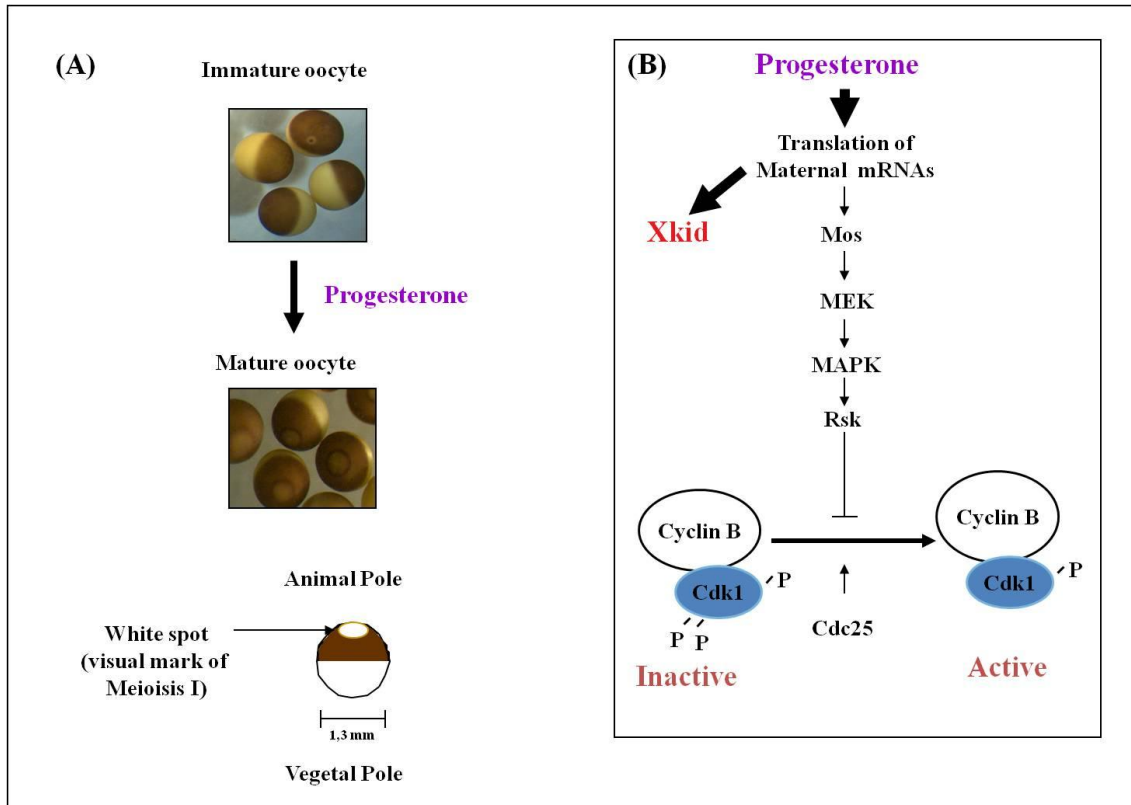 (A)
Immature oocyte
Progesterone
Mature oocyte
Animal Pole
White spot
(visual mark of
Meioisis I)
1,3 mm
Vegetal Pole
(B)
Progesterone
Translation of
Maternal mRNAs
Xkid
Mos
MEK
MAPK
Rsk
Cyclin B
Cdk1
P
P P
Inactive
Cdc25
Cyclin B
Cdk1
P
Active